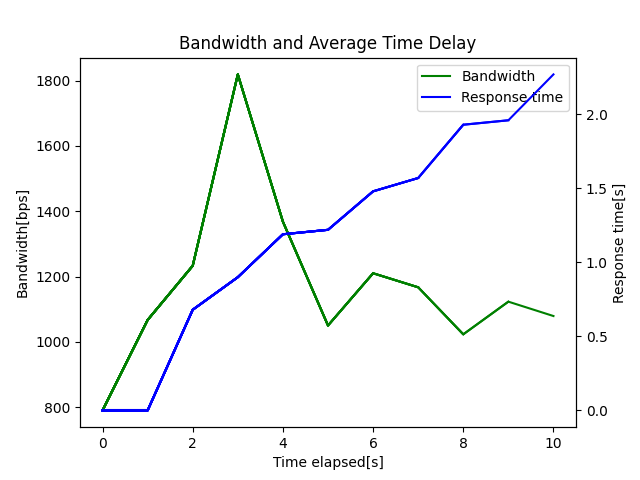 Bandwidth and Average Time Delay
Bandwidth
Response time
1800
1600
1400
1200
1000
800
Bandwidth[bps]
2.0
1.5
1.0
0.5
0.0
Response time[s]
0 2 4 6 8 10
Time elapsed[s]